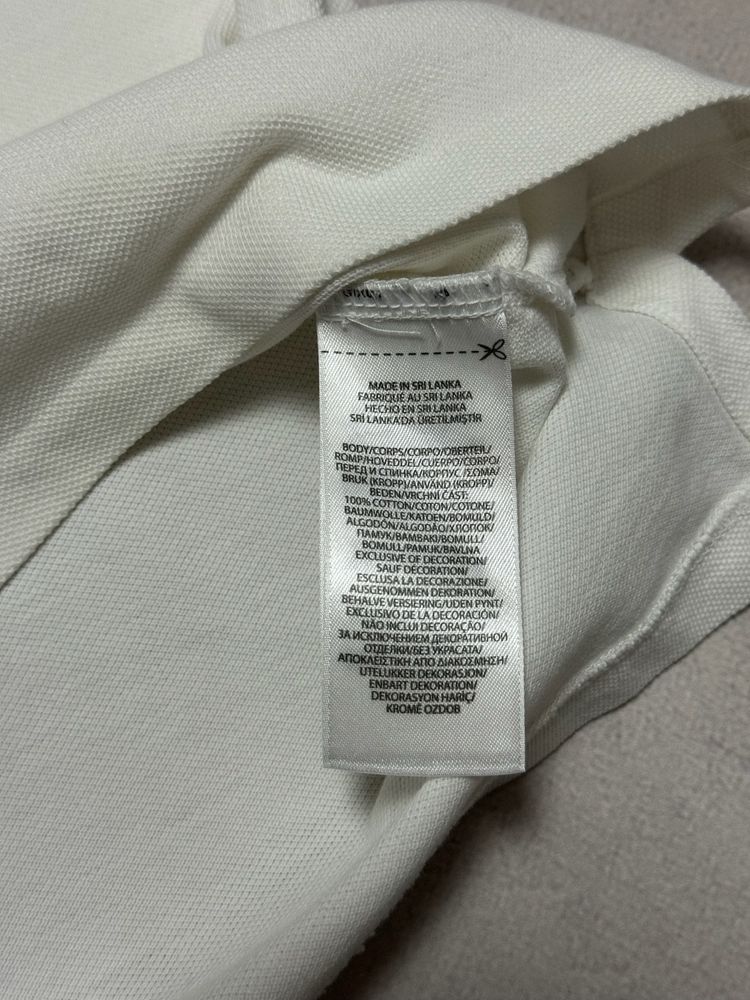 MADE IN SRI LANKA
FABRIQUÉ AU SRI LANKA
HECHO EN SRI LANKA
SRİ LANKA'DA ÜRETİLMİŞTİR
BODY/CORPS/CORPO/OBERTEIL/
ROMP/HOVEDDEL/CUERPO/CORPO/
ПЕРЕД И СПИНКА/КОРПУС /ΣΩΜΑ/
BRUK (KROPP)/ANVÄND (KROPP)/
BEDEN/VRCHNÍ ČÁST:
100% COTTON/COTON/COTONE/
BAUMWOLLE/KATOEN/BOMULD/
ALGODÓN/ALGODÃO/ХЛОПОК/
ПАМУК/BAMBAKI/BOMULL/
BOMULL/PAMUK/BAVLNA
EXCLUSIVE OF DECORATION/
SAUF DÉCORATION/
ESCLUSA LA DECORAZIONE/
AUSGENOMMEN DEKORATION/
BEHALVE VERSIERING/UDEN PYNT/
EXCLUSIVO DE LA DECORACIÓN/
NÃO INCLUI DECORAÇÃO/
ЗА ИСКЛЮЧЕНИЕМ ДЕКОРАТИВНОЙ
ОТДЕЛКИ/БЕЗ УКРАСАТА/
ΑΠΟΚΛΕΙΣΤΙΚΗ ΑΠΟ ΔΙΑΚΟΣΜΗΣΗ/
UTELUKKER DEKORASJON/
ENBART DEKORATION/
DEKORASYON HARİÇ/
KROMĚ OZDOB